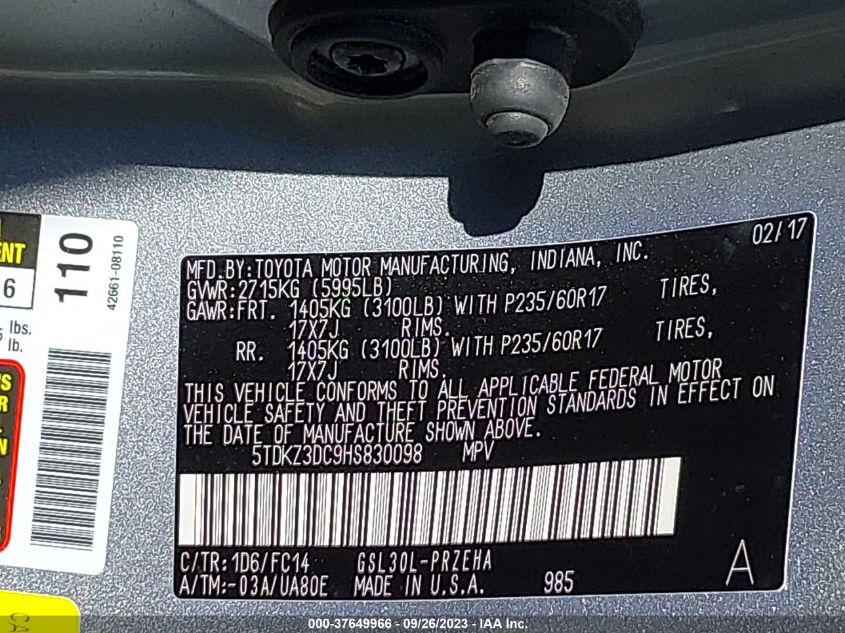 ENT
6
lbs.
lb.
110
42661-08110
'S
R
N
CA
02/17
MFD.BY:TOYOTA MOTOR MANUFACTURING, INDIANA, INC.
GVWR:2715KG (5995LB)
GAWR:FRT. 1405KG (3100LB) WITH P235/60R17 TIRES,
17X7J RIMS.
RR. 1405KG (3100LB) WITH P235/60R17 TIRES,
17X7J RIMS.
THIS VEHICLE CONFORMS TO ALL APPLICABLE FEDERAL MOTOR
VEHICLE SAFETY AND THEFT PREVENTION STANDARDS IN EFFECT ON
THE DATE OF MANUFACTURE SHOWN ABOVE.
5TDKZ3DC9HS830098 MPV
C/TR:1D6/FC14 GSL30L-PRZEHA
A/TM:-03A/UA80E MADE IN U.S.A. 985
A
000-37649966 - 09/26/2023 - IAA Inc.